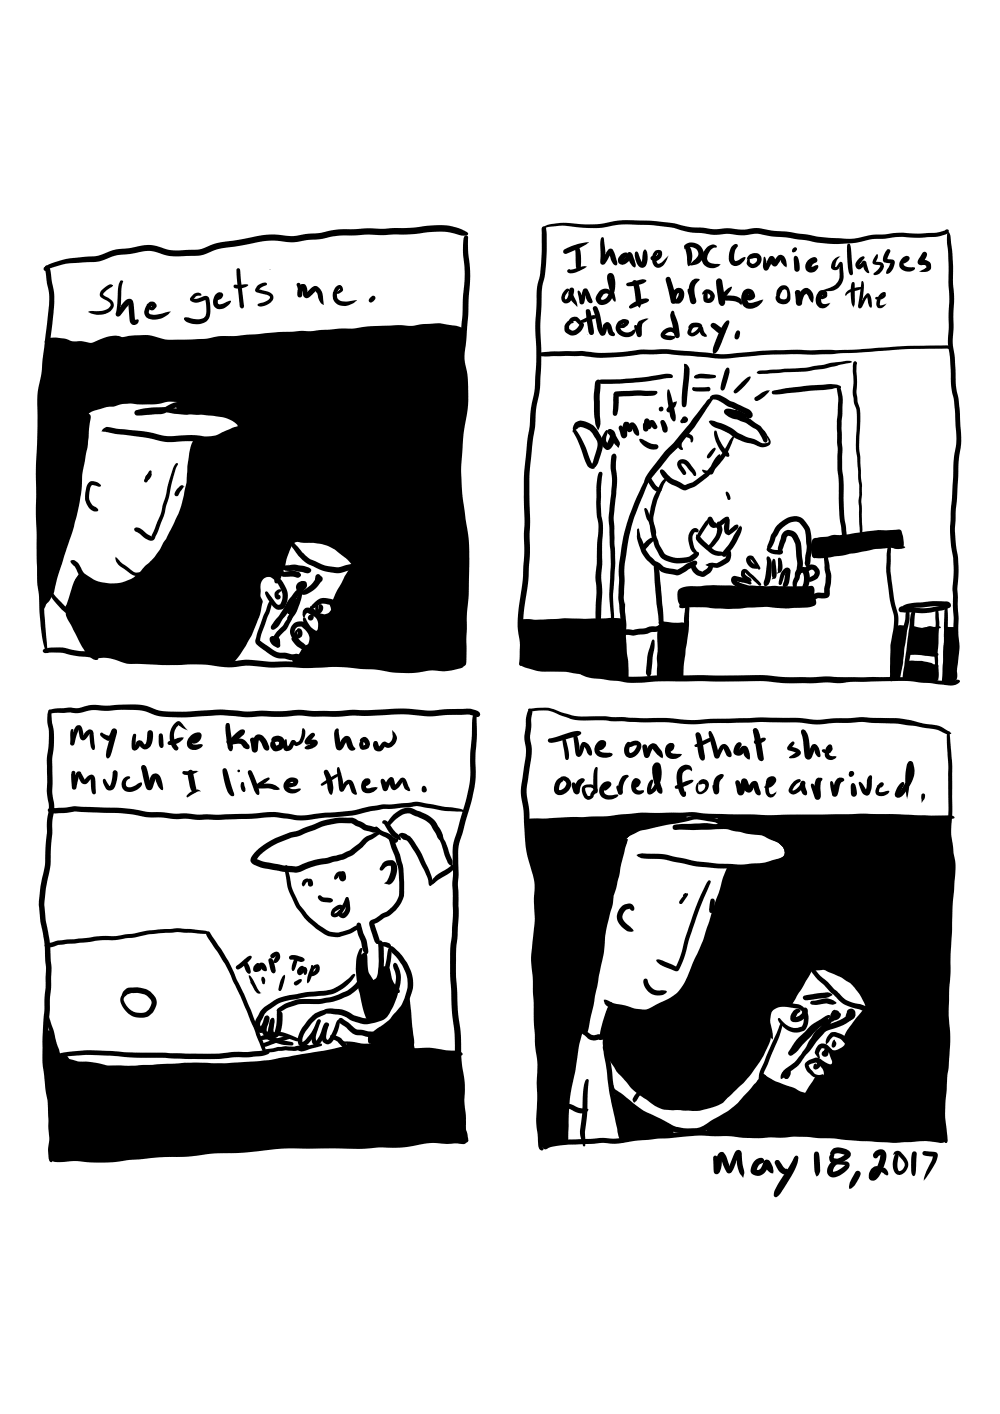 She gets me.
I have DC Comic glasses
and I broke one the
other day.
Dammit.
My wife knows how
much I like them.
Tap Tap
The one that she
ordered for me arrived.
May 18, 2017